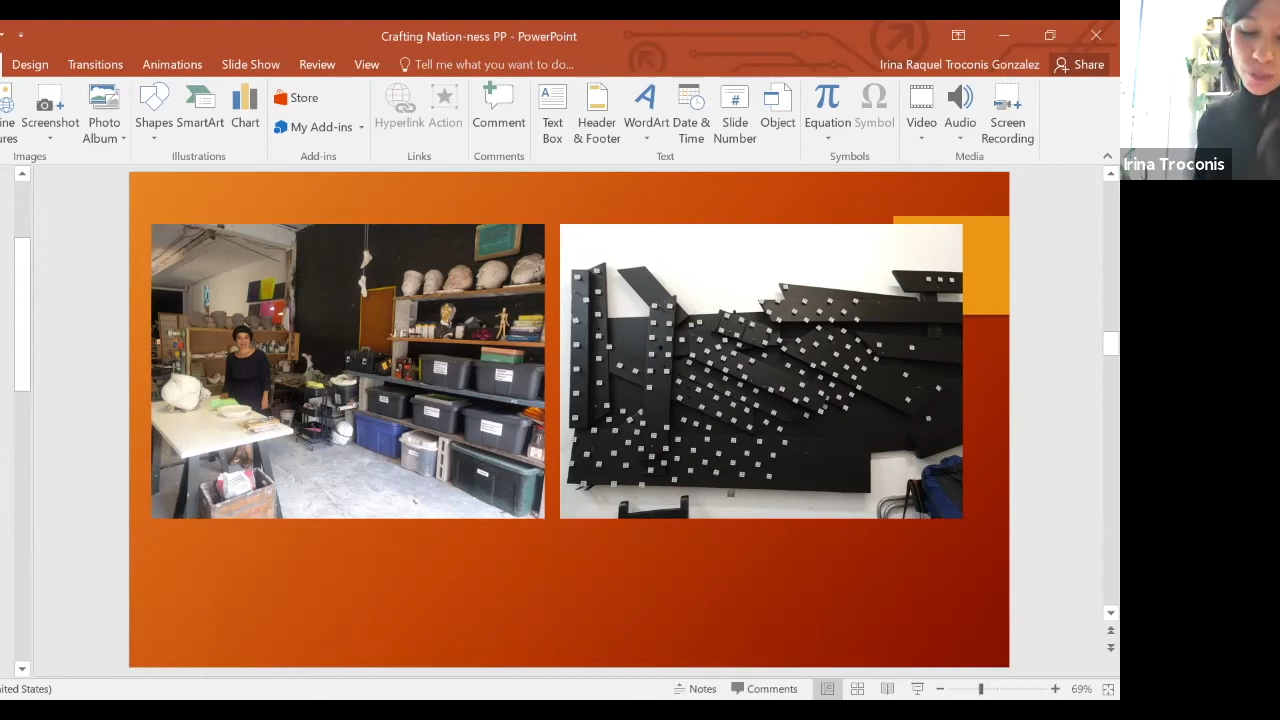 Crafting Nation-ness PP - PowerPoint
Design Transitions Animations Slide Show Review View Tell me what you want to do... Irina Raquel Troconis Gonzalez Share
Screenshot Photo Album Shapes SmartArt Chart Store My Add-ins Hyperlink Action Comment Text Box Header & Footer WordArt Date & Time Slide Number Object Equation Symbol Video Audio Screen Recording
Images Illustrations Add-ins Links Comments Text Symbols Media
Irina Troconis
ited States) Notes Comments 69%